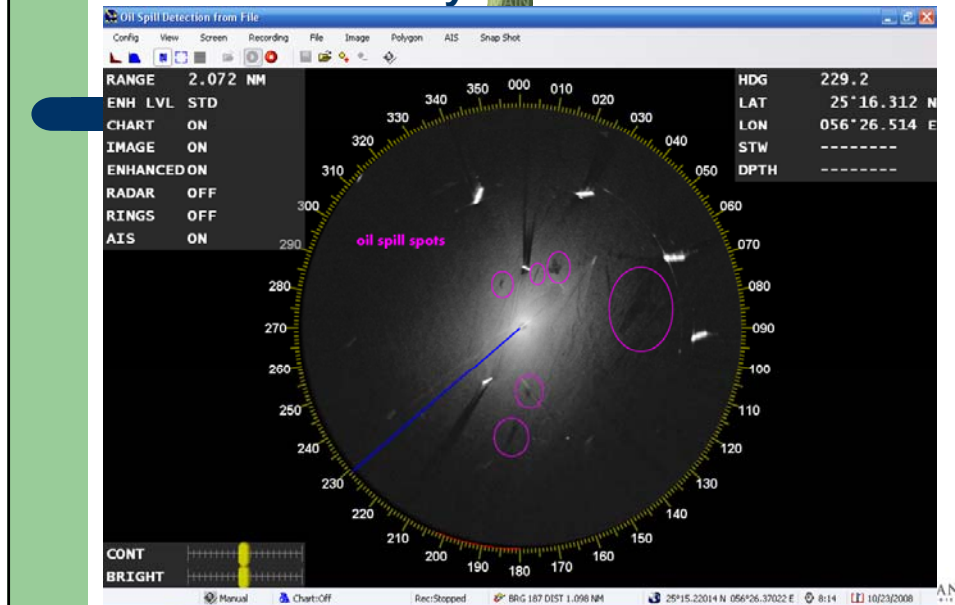 Oil Spill Detection from File
Config View Screen Recording File Image Polygon AIS Snap Shot
RANGE 2.072 NM
ENH LVL STD
CHART ON
IMAGE ON
ENHANCED ON
RADAR OFF
RINGS OFF
AIS ON
HDG 229.2
LAT 25°16.312 N
LON 056°26.514 E
STW --------
DPTH --------
000
010
020
030
040
050
060
070
080
090
100
110
120
130
140
150
160
170
180
190
200
210
220
230
240
250
260
270
280
290
300
310
320
330
340
350
oil spill spots
CONT
BRIGHT
Manual Chart:Off Rec:Stopped BRG 187 DIST 1.098 NM 25°15.22014 N 056°26.37022 E 8:14 10/23/2008